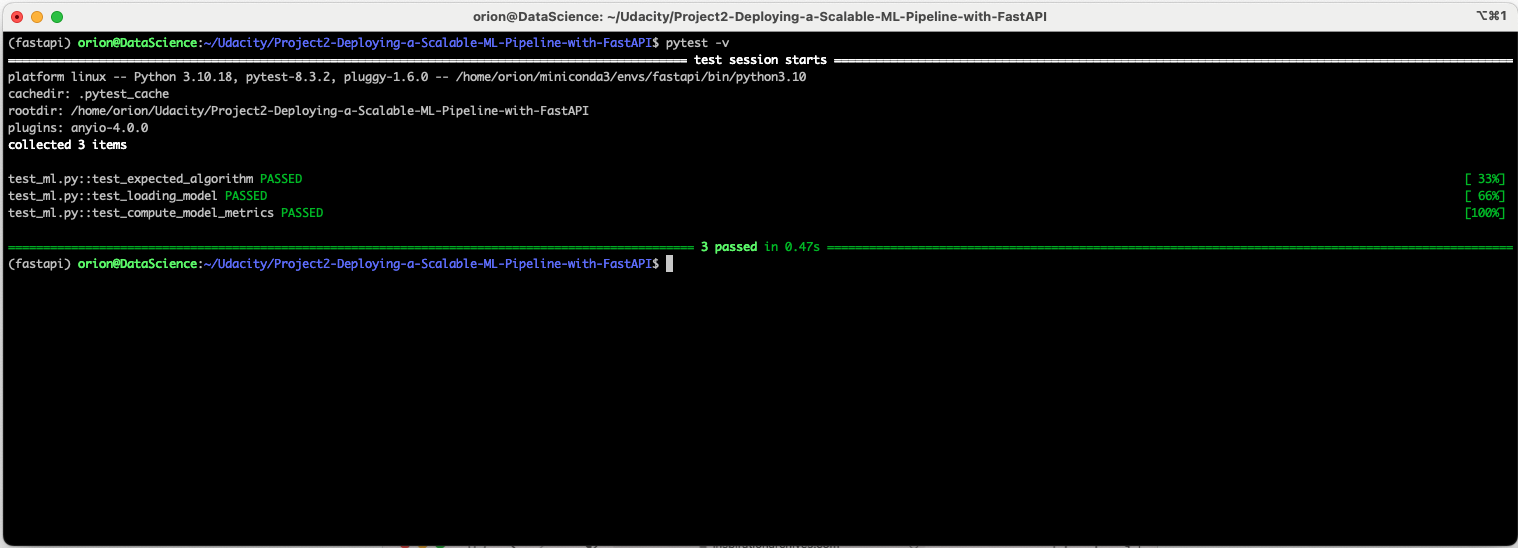 orion@DataScience: ~/Udacity/Project2-Deploying-a-Scalable-ML-Pipeline-with-FastAPI ⌥⌘1
(fastapi) orion@DataScience:~/Udacity/Project2-Deploying-a-Scalable-ML-Pipeline-with-FastAPI$ pytest -v
test session starts
platform linux -- Python 3.10.18, pytest-8.3.2, pluggy-1.6.0 -- /home/orion/miniconda3/envs/fastapi/bin/python3.10
cachedir: .pytest_cache
rootdir: /home/orion/Udacity/Project2-Deploying-a-Scalable-ML-Pipeline-with-FastAPI
plugins: anyio-4.0.0
collected 3 items
test_ml.py::test_expected_algorithm PASSED [ 33%]
test_ml.py::test_loading_model PASSED [ 66%]
test_ml.py::test_compute_model_metrics PASSED [100%]
3 passed in 0.47s
(fastapi) orion@DataScience:~/Udacity/Project2-Deploying-a-Scalable-ML-Pipeline-with-FastAPI$